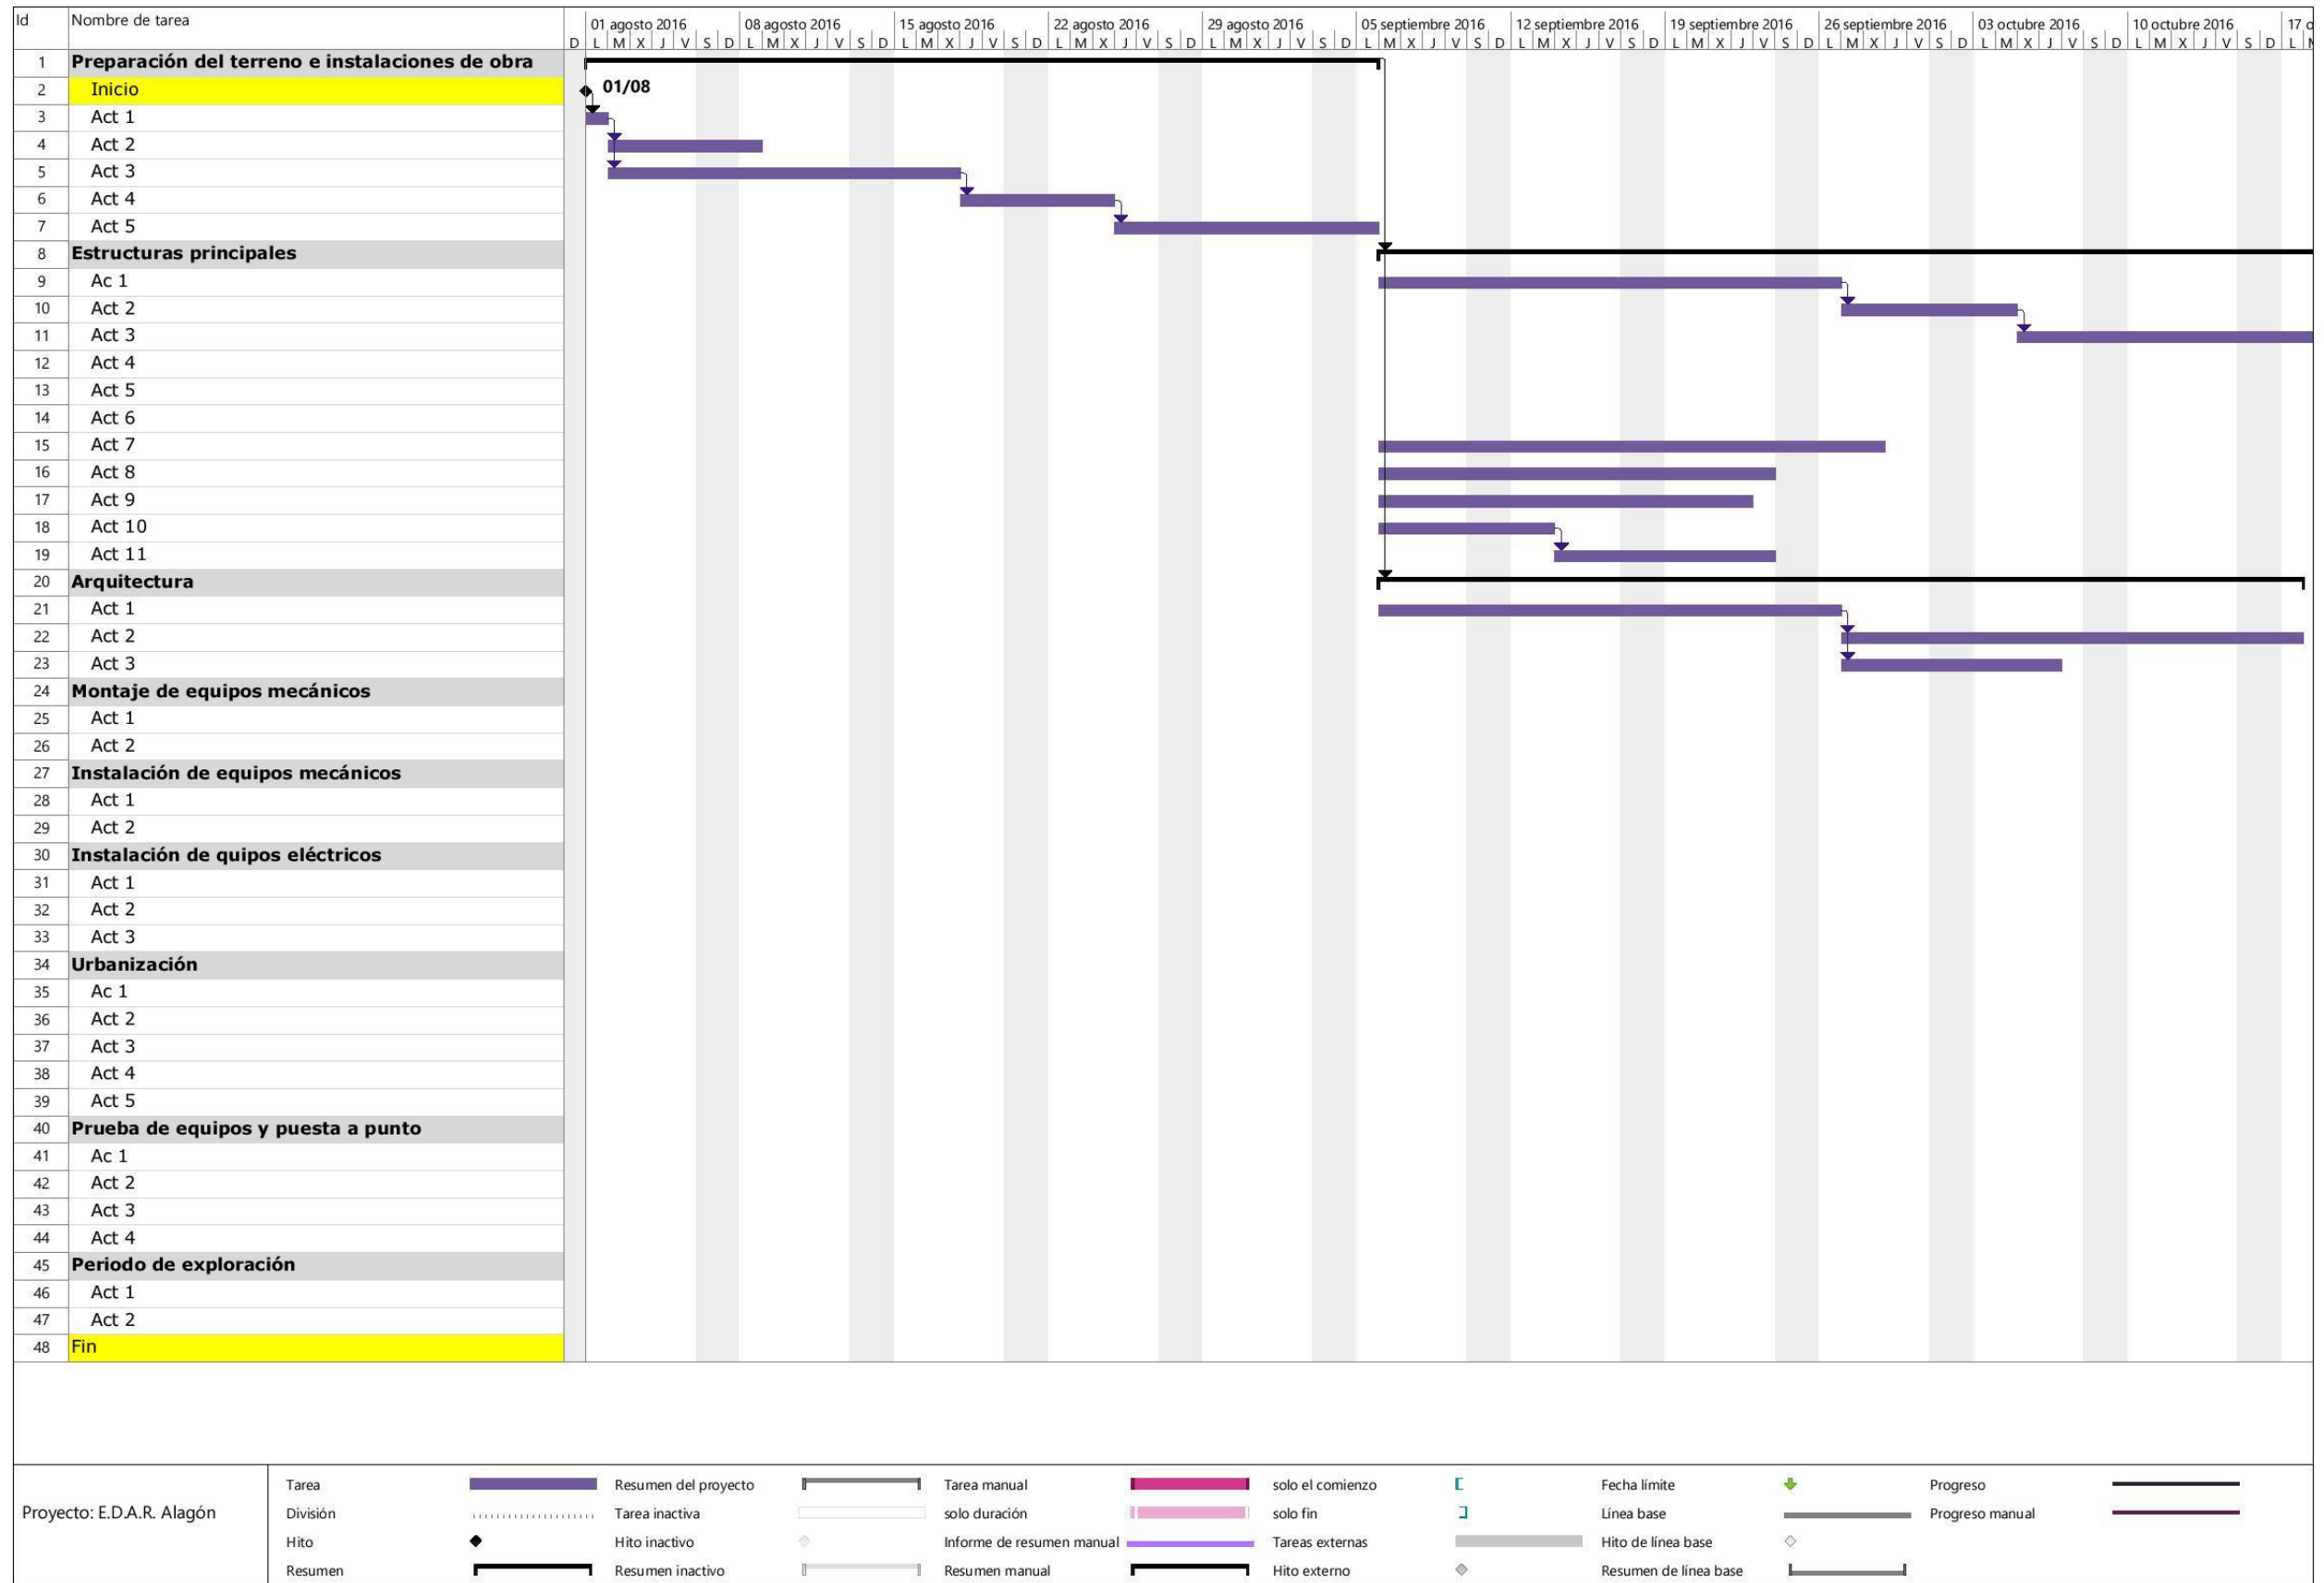 Id Nombre de tarea 01 agosto 2016 08 agosto 2016 15 agosto 2016 22 agosto 2016 29 agosto 2016 05 septiembre 2016 12 septiembre 2016 19 septiembre 2016 26 septiembre 2016 03 octubre 2016 10 octubre 2016 17 o
D L M X J V S D L M X J V S D L M X J V S D L M X J V S D L M X J V S D L M X J V S D L M X J V S D L M X J V S D L M X J V S D L M X J V S D L M X J V S D L M
1 Preparación del terreno e instalaciones de obra
2 Inicio 01/08
3 Act 1
4 Act 2
5 Act 3
6 Act 4
7 Act 5
8 Estructuras principales
9 Ac 1
10 Act 2
11 Act 3
12 Act 4
13 Act 5
14 Act 6
15 Act 7
16 Act 8
17 Act 9
18 Act 10
19 Act 11
20 Arquitectura
21 Act 1
22 Act 2
23 Act 3
24 Montaje de equipos mecánicos
25 Act 1
26 Act 2
27 Instalación de equipos mecánicos
28 Act 1
29 Act 2
30 Instalación de quipos eléctricos
31 Act 1
32 Act 2
33 Act 3
34 Urbanización
35 Ac 1
36 Act 2
37 Act 3
38 Act 4
39 Act 5
40 Prueba de equipos y puesta a punto
41 Ac 1
42 Act 2
43 Act 3
44 Act 4
45 Periodo de exploración
46 Act 1
47 Act 2
48 Fin
Proyecto: E.D.A.R. Alagón
Tarea Resumen del proyecto Tarea manual solo el comienzo Fecha límite Progreso
División Tarea inactiva solo duración solo fin Línea base Progreso manual
Hito Hito inactivo Informe de resumen manual Tareas externas Hito de línea base
Resumen Resumen inactivo Resumen manual Hito externo Resumen de línea base